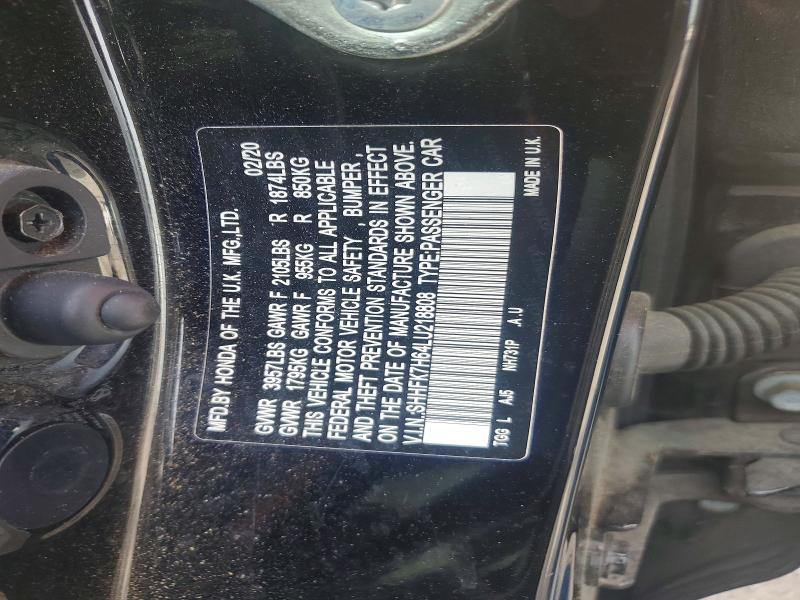 MFD.BY HONDA OF THE U.K. MFG.,LTD. 02/20
GVWR 3957LBS GAWR F 2105LBS R 1874LBS
GVWR 1795KG GAWR F 955KG R 850KG
THIS VEHICLE CONFORMS TO ALL APPLICABLE
FEDERAL MOTOR VEHICLE SAFETY , BUMPER ,
AND THEFT PREVENTION STANDARDS IN EFFECT
ON THE DATE OF MANUFACTURE SHOWN ABOVE.
V.I.N.:SHHFK7H64LU218808 TYPE:PASSENGER CAR
TGG L AJ5 NH731P A J MADE IN U.K.